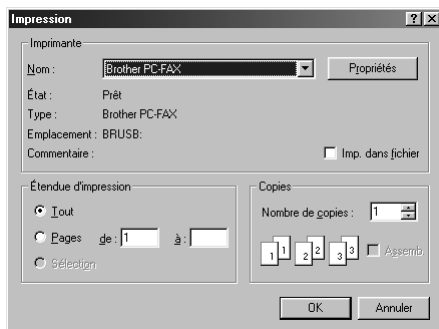 Impression
Imprimante
Nom : Brother PC-FAX Propriétés
État : Prêt
Type : Brother PC-FAX
Emplacement : BRUSB:
Commentaire : Imp. dans fichier
Étendue d'impression
Tout
Pages de : 1 à :
Sélection
Copies
Nombre de copies : 1
1 1 2 2 3 3 Assemb.
OK Annuler